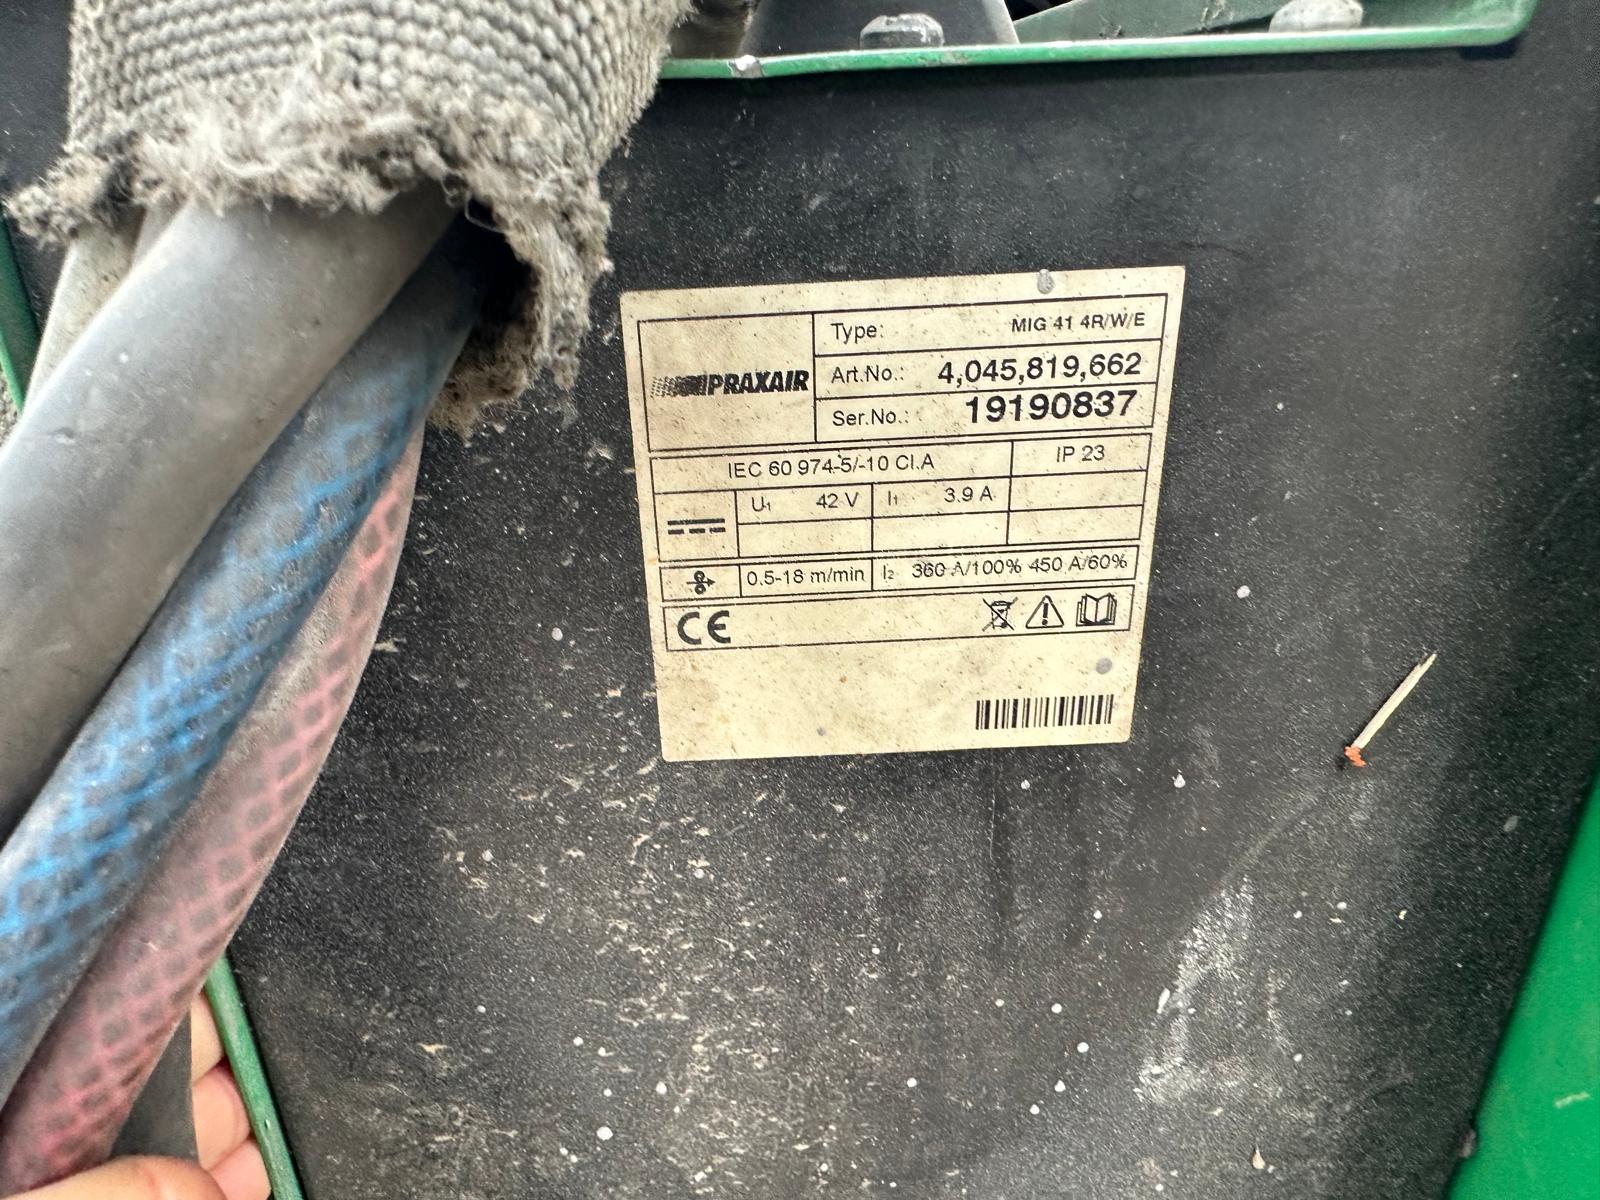 PRAXAIR
Type: MIG 41 4R/W/E
Art.No.: 4,045,819,662
Ser.No.: 19190837
IEC 60 974-5/-10 Cl.A IP 23
U1 42 V I1 3.9 A
0.5-18 m/min I2 360 A/100% 450 A/60%
CE